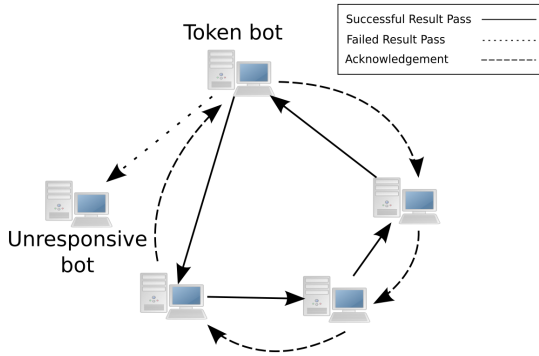 Token bot
Successful Result Pass
Failed Result Pass
Acknowledgement
Unresponsive
bot